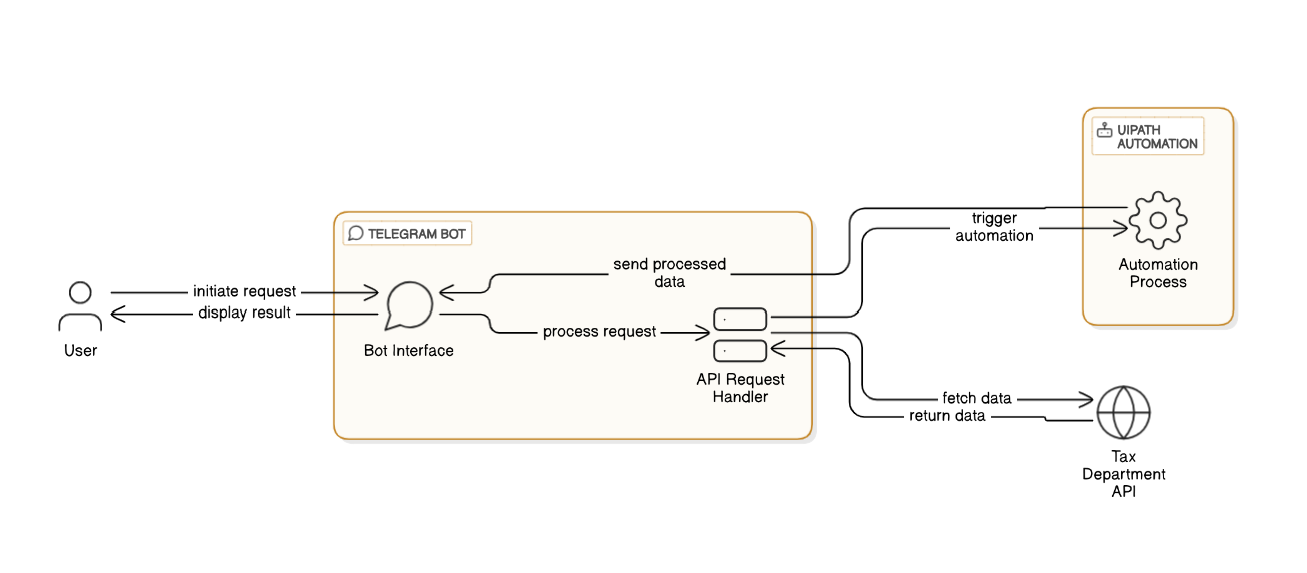 UIPATH
AUTOMATION
trigger
automation
TELEGRAM BOT
Automation
Process
send processed
data
initiate request
display result
process request
User
Bot Interface
API Request
Handler
fetch data
return data
Tax
Department
API